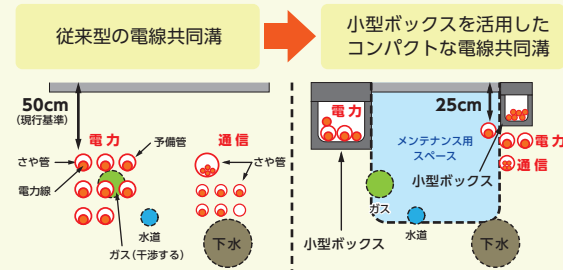 従来型の電線共同溝
小型ボックスを活用した
コンパクトな電線共同溝
50cm
(現行基準)
電力
予備管
通信
さや管
さや管
電力線
水道
ガス(干渉する)
下水
電力
25cm
メンテナンス用
スペース
電力
通信
小型ボックス
ガス
水道
小型ボックス
下水